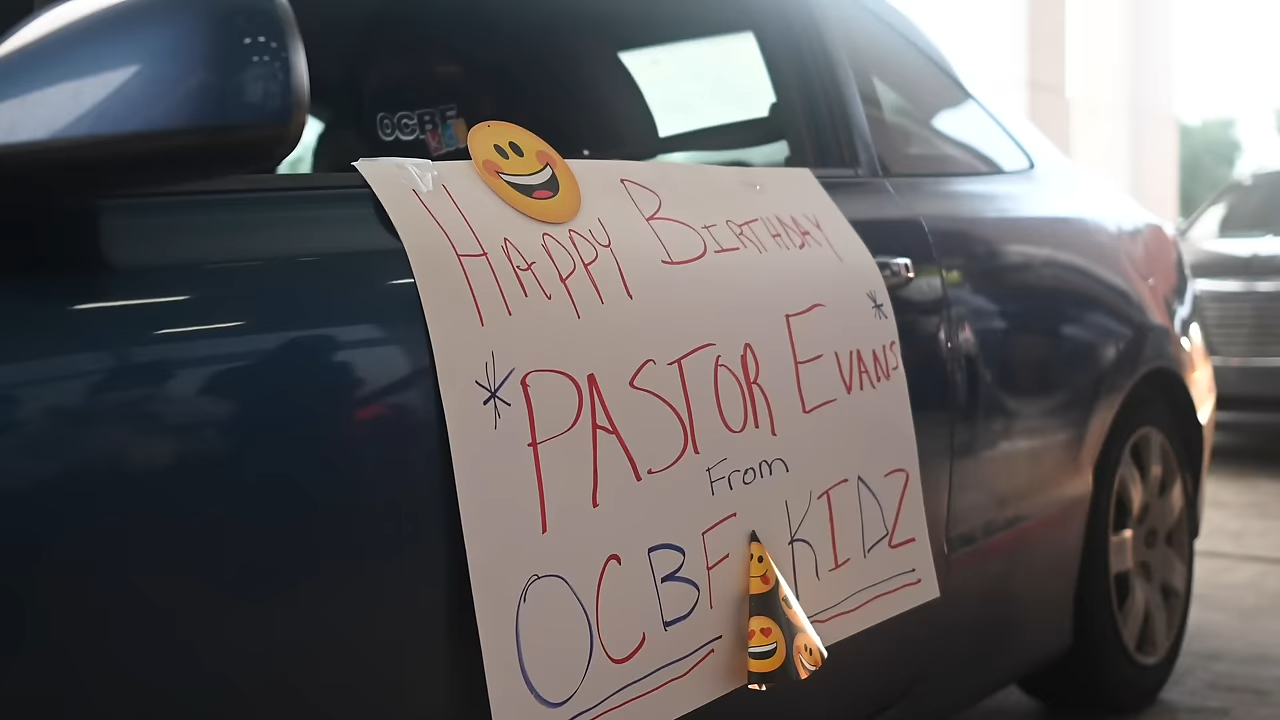 OCBF
HAPPY BIRTHDAY
*PASTOR EVANS*
From
OCBF KIDZ